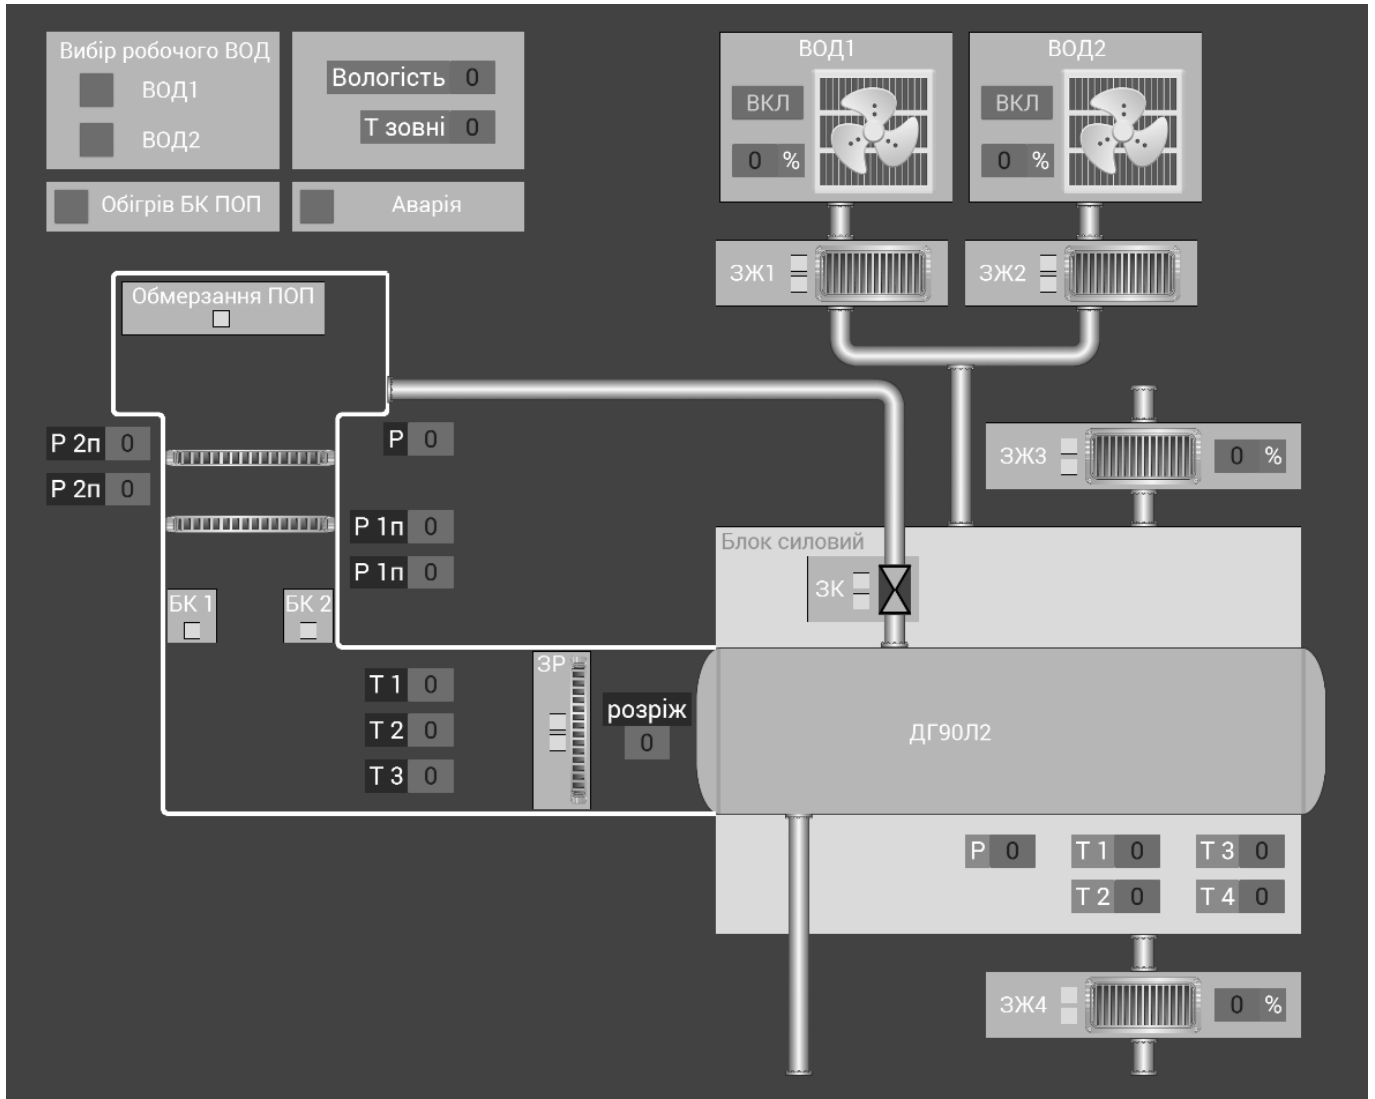 Вибір робочого ВОД
ВОД1
ВОД2
Вологість 0
Т зовні 0
Обігрів БК ПОП
Аварія
ВОД1
ВКЛ
0 %
ВОД2
ВКЛ
0 %
ЗЖ1
ЗЖ2
Обмерзання ПОП
Р 2п 0
Р 2п 0
Р 0
Р 1п 0
Р 1п 0
ЗЖ3
0 %
Блок силовий
ЗК
БК 1
БК 2
Т 1 0
Т 2 0
Т 3 0
ЗР
розріж
0
ДГ90Л2
Р 0
Т 1 0
Т 3 0
Т 2 0
Т 4 0
ЗЖ4
0 %